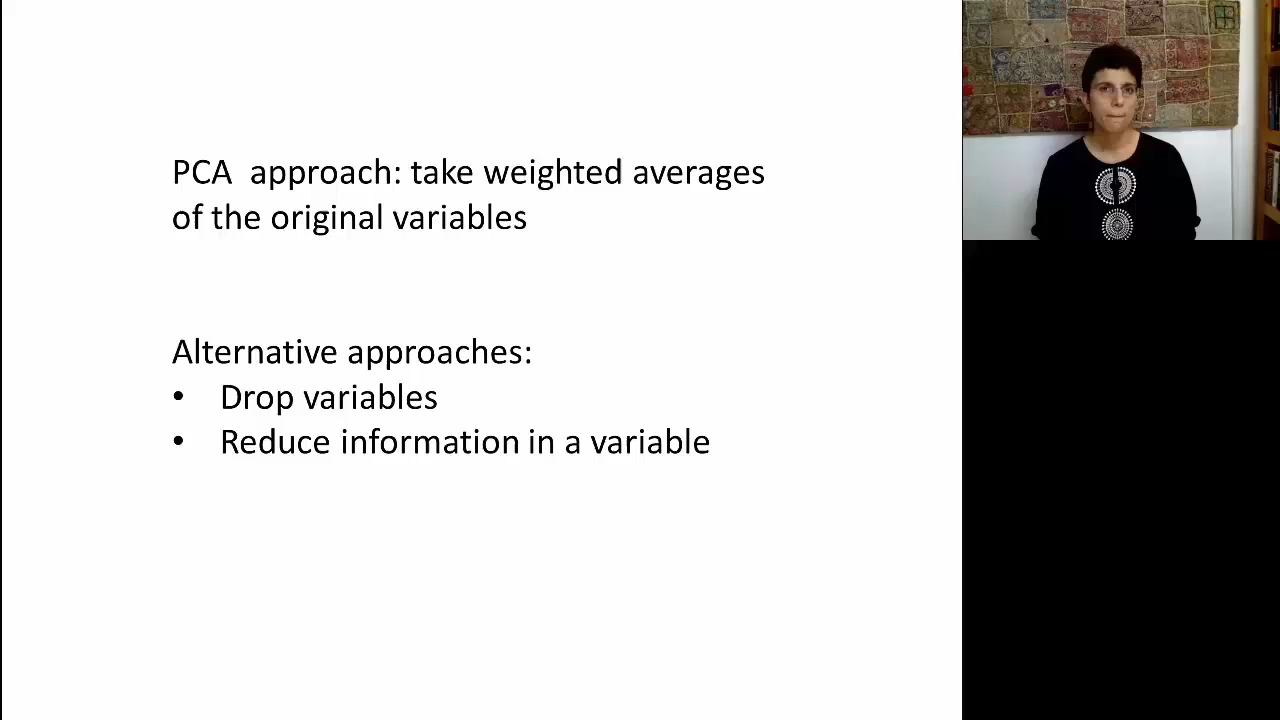 PCA  approach: take weighted averages
of the original variables
Alternative approaches:
• Drop variables
• Reduce information in a variable